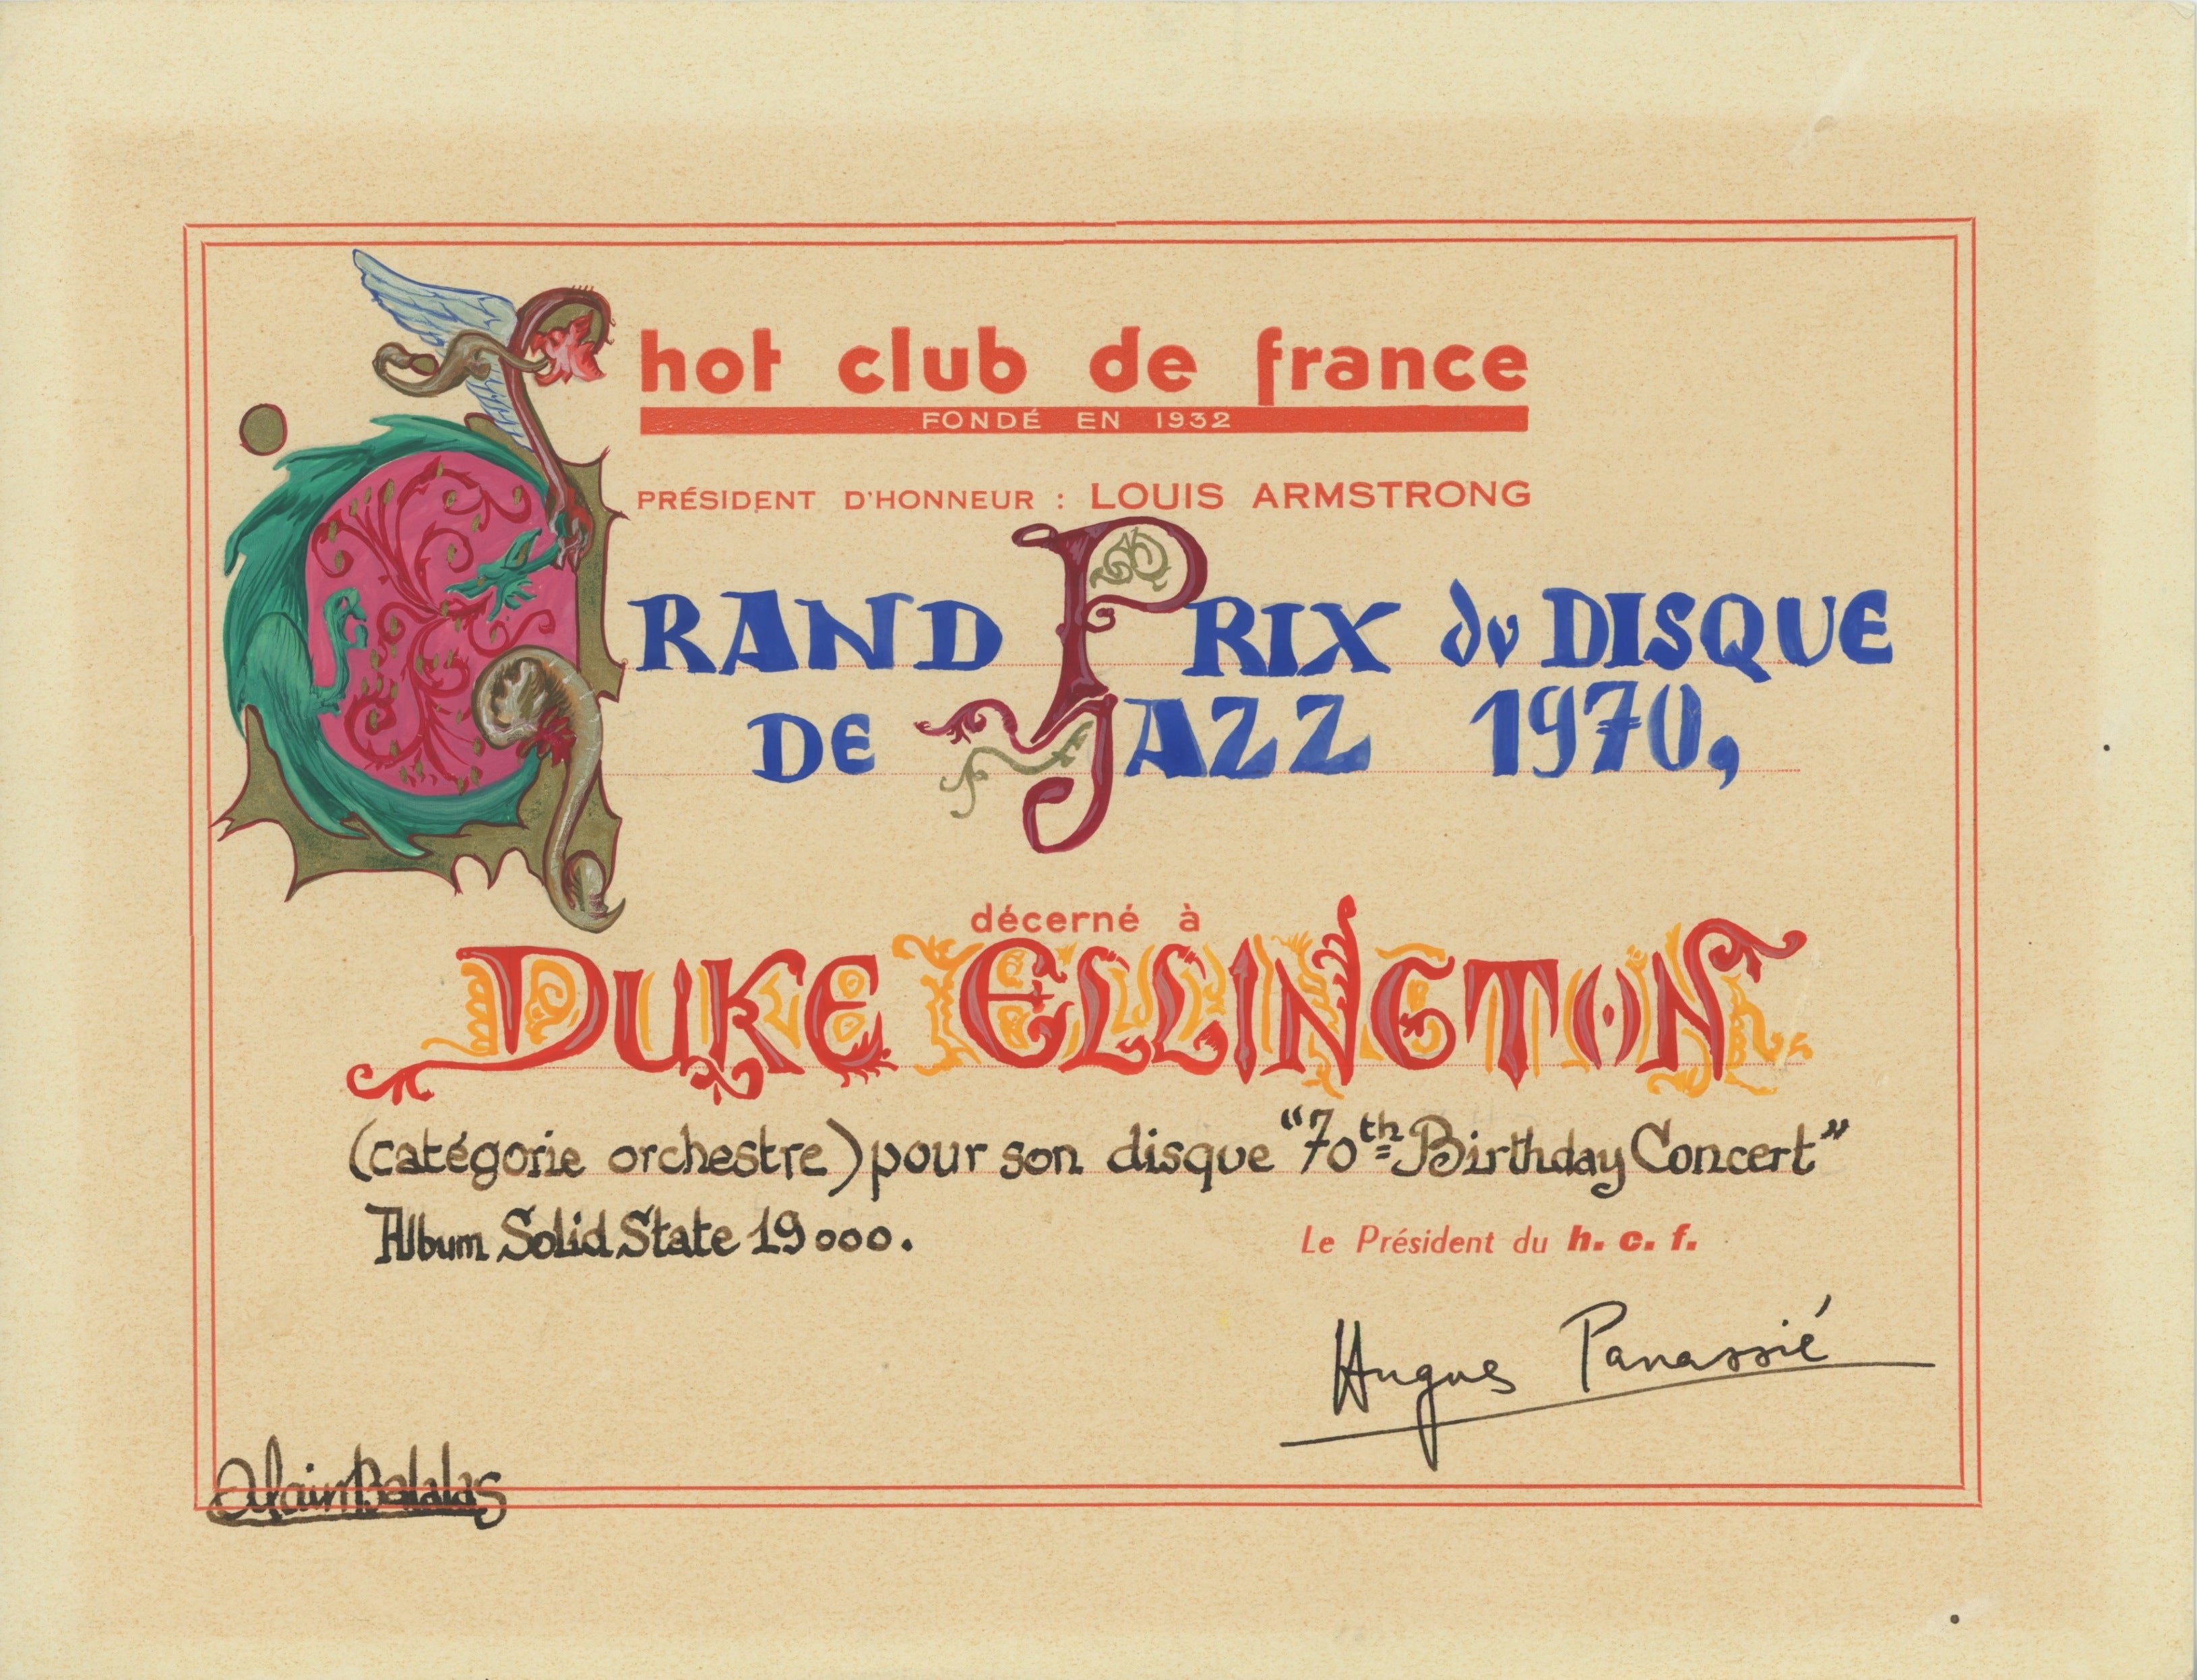 hot club de france
FONDÉ EN 1932
PRÉSIDENT D'HONNEUR : LOUIS ARMSTRONG
GRAND PRIX du DISQUE
DE JAZZ 1970,
décerné à
DUKE ELLINGTON
(catégorie orchestre) pour son disque "70th Birthday Concert"
Album Solid State 19000.
Le Président du h. c. f.
Hugues Panassié
Alain Balalas